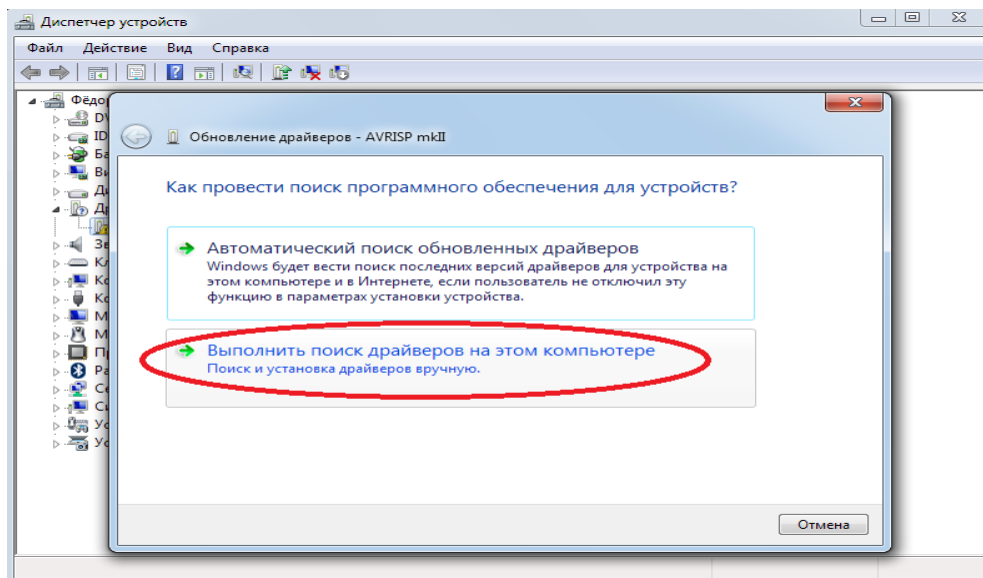 Диспетчер устройств
Файл Действие Вид Справка
Обновление драйверов - AVRISP mkII
Как провести поиск программного обеспечения для устройств?
Автоматический поиск обновленных драйверов
Windows будет вести поиск последних версий драйверов для устройства на
этом компьютере и в Интернете, если пользователь не отключил эту
функцию в параметрах установки устройства.
Выполнить поиск драйверов на этом компьютере
Поиск и установка драйверов вручную.
Отмена